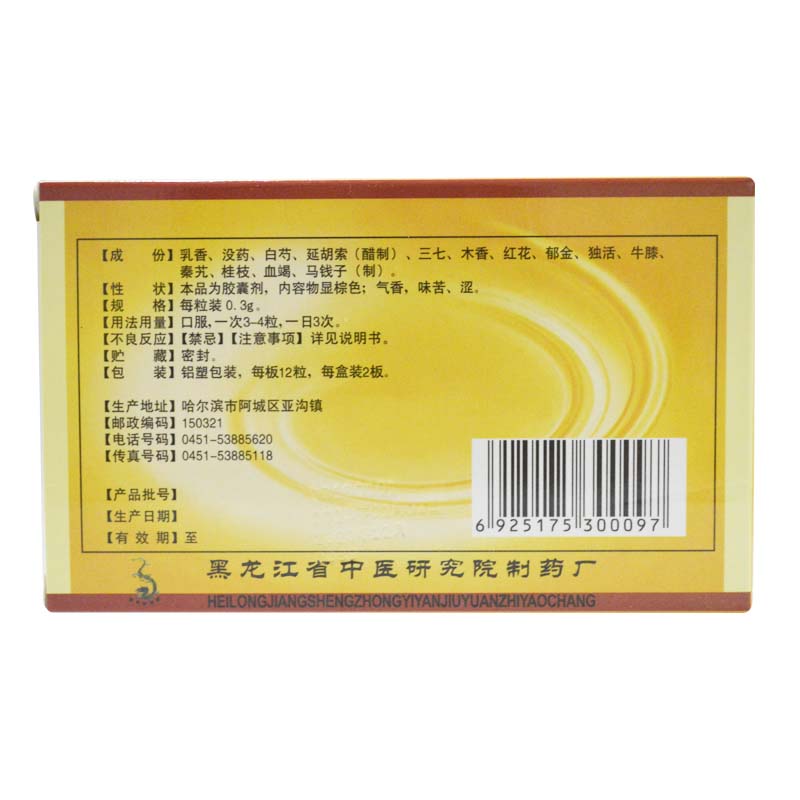 【成　份】乳香、没药、白芍、延胡索（醋制）、三七、木香、红花、郁金、独活、牛膝、
秦艽、桂枝、血竭、马钱子（制）。
【性　状】本品为胶囊剂，内容物显棕色；气香，味苦、涩。
【规　格】每粒装0.3g。
【用法用量】口服，一次3-4粒，一日3次。
【不良反应】【禁忌】【注意事项】详见说明书。
【贮　藏】密封。
【包　装】铝塑包装，每板12粒，每盒装2板。
【生产地址】哈尔滨市阿城区亚沟镇
【邮政编码】150321
【电话号码】0451-53885620
【传真号码】0451-53885118
【产品批号】
【生产日期】
【有 效 期】至
6 925175 300097
黑龙江省中医研究院制药厂
HEILONGJIANGSHENGZHONGYIYANJIUYUANZHIYAOCHANG